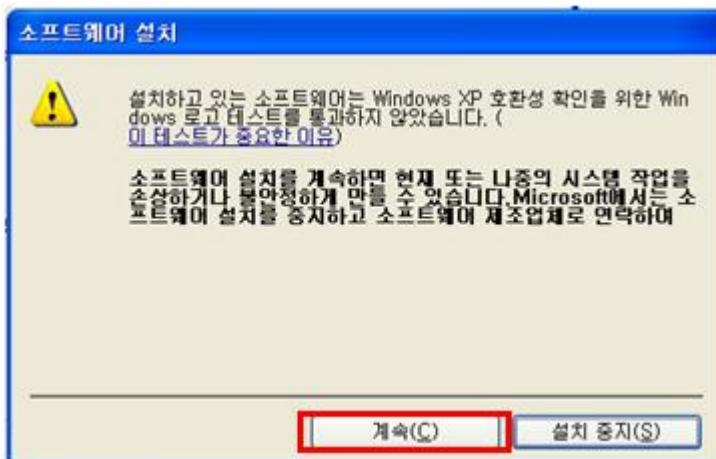 소프트웨어 설치
설치하고 있는 소프트웨어는 Windows XP 호환성 확인을 위한 Win
dows 로고 테스트를 통과하지 않았습니다. (
이 테스트가 중요한 이유)
소프트웨어 설치를 계속하면 현재 또는 나중의 시스템 작업을
손상하거나 불안정하게 만들 수 있습니다.Microsoft에서는 소
프트웨어 설치를 중지하고 소프트웨어 제조업체로 연락하여
계속(C)
설치 중지(S)